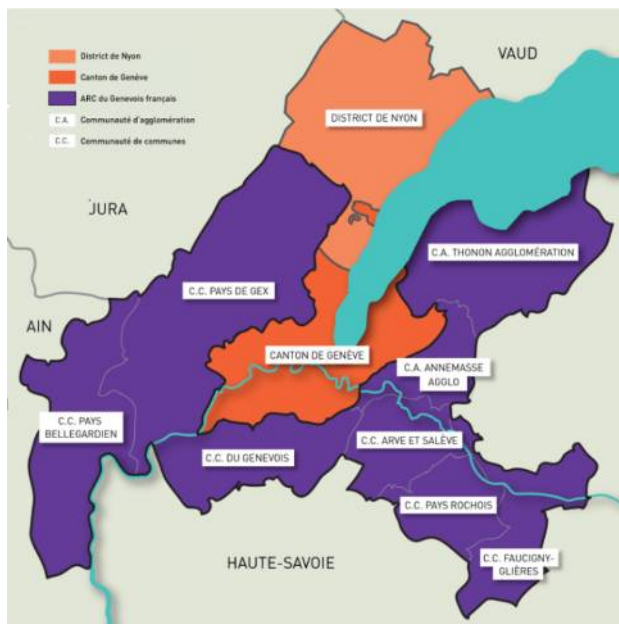 VAUD
District de Nyon
Canton de Genève
ARC du Genevois français
C.A. Communauté d'agglomération
C.C. Communauté de communes
DISTRICT DE NYON
JURA
C.A. THONON AGGLOMÉRATION
C.C. PAYS DE GEX
AIN
CANTON DE GENÈVE
C.A. ANNEMASSE
AGGLO
C.C. PAYS
BELLEGARDIEN
C.C. ARVE ET SALÈVE
C.C. DU GENEVOIS
C.C. PAYS ROCHOIS
HAUTE-SAVOIE
C.C. FAUCIGNY-
GLIÈRES